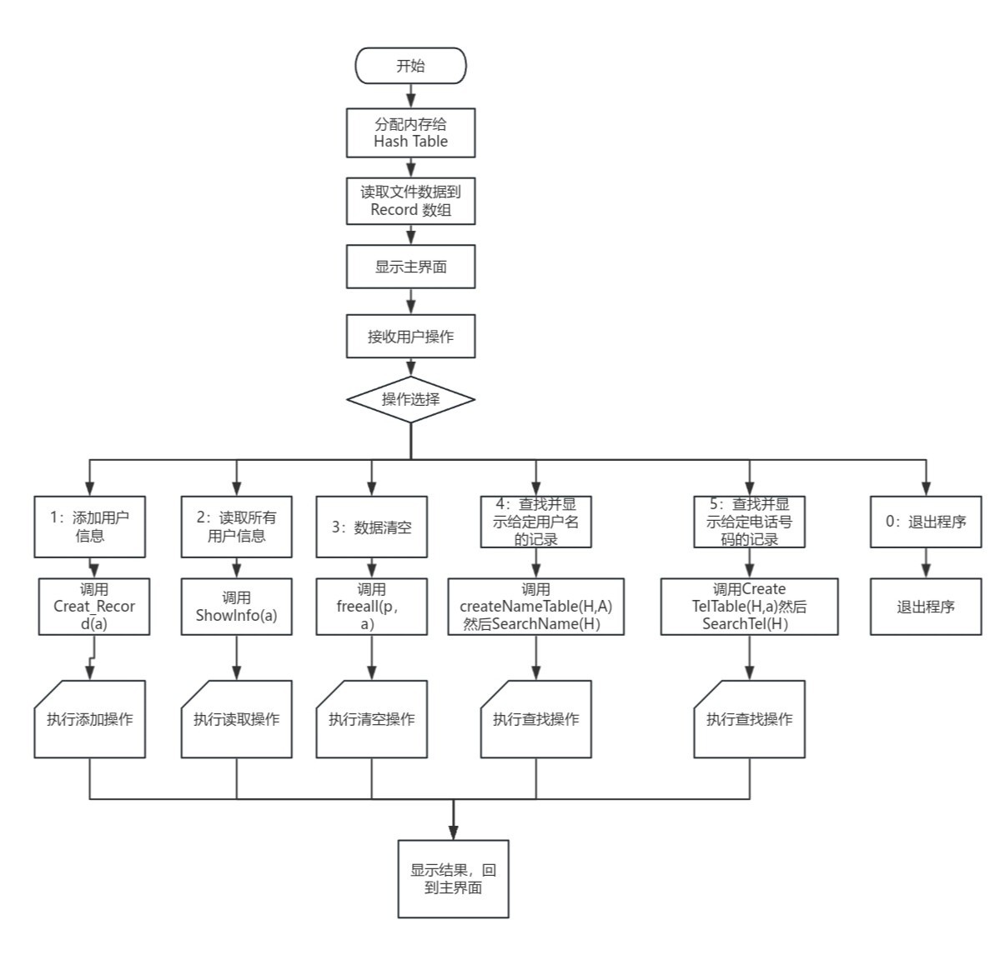 开始
分配内存给
Hash Table
读取文件数据到
Record 数组
显示主界面
接收用户操作
操作选择
1：添加用户
信息
2：读取所有
用户信息
3：数据清空
4：查找并显
示给定用户名
的记录
5：查找并显
示给定电话号
码的记录
0：退出程序
调用
Creat_Recor
d(a)
调用
ShowInfo(a)
调用
freeall(p，
a）
调用
createNameTable(H,A)
然后SearchName(H）
调用Create
TelTable(H,a)然后
SearchTel(H）
退出程序
执行添加操作
执行读取操作
执行清空操作
执行查找操作
执行查找操作
显示结果，回
到主界面